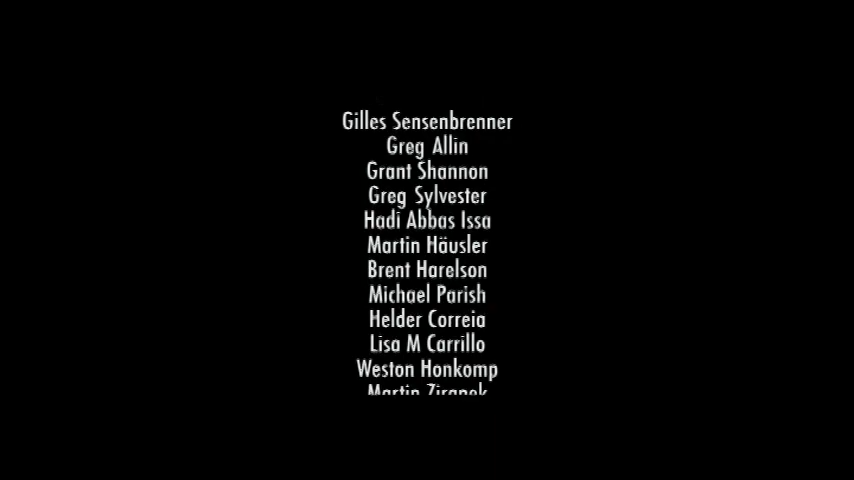 Gilles Sensenbrenner
Greg Allin
Grant Shannon
Greg Sylvester
Hadi Abbas Issa
Martin Häusler
Brent Harelson
Michael Parish
Helder Correia
Lisa M Carrillo
Weston Honkomp
Martin